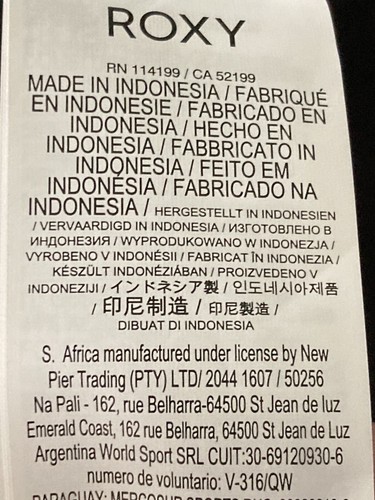 ROXY
RN 114199 / CA 52199
MADE IN INDONESIA / FABRIQUÉ
EN INDONESIE / FABRICADO EN
INDONESIA / HECHO EN
INDONESIA / FABBRICATO IN
INDONESIA / FEITO EM
INDONÉSIA / FABRICADO NA
INDONESIA / HERGESTELLT IN INDONESIEN
/ VERVAARDIGD IN INDONESIA / ИЗГОТОВЛЕНО В
ИНДОНЕЗИЯ / WYPRODUKOWANO W INDONEZJA /
VYROBENO V INDONÉSII / FABRICAT ÎN INDONEZIA /
KÉSZÜLT INDONÉZIÁBAN / PROIZVEDENO V
INDONEZIJI / インドネシア製 / 인도네시아제품
/ 印尼制造 / 印尼製造 /
DIBUAT DI INDONESIA
S. Africa manufactured under license by New
Pier Trading (PTY) LTD/ 2044 1607 / 50256
Na Pali - 162, rue Belharra-64500 St Jean de luz
Emerald Coast, 162 rue Belharra, 64500 St Jean de Luz
Argentina World Sport SRL CUIT:30-69120930-6
numero de voluntario: V-316/QW
PARAGUAY: MERCOSUR SPORTS